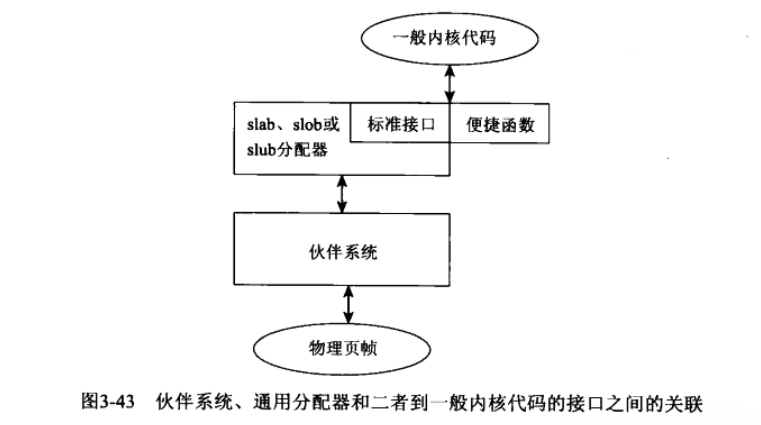 一般内核代码
slab、slob或
slub分配器
标准接口
便捷函数
伙伴系统
物理页帧
图3-43 伙伴系统、通用分配器和二者到一般内核代码的接口之间的关联